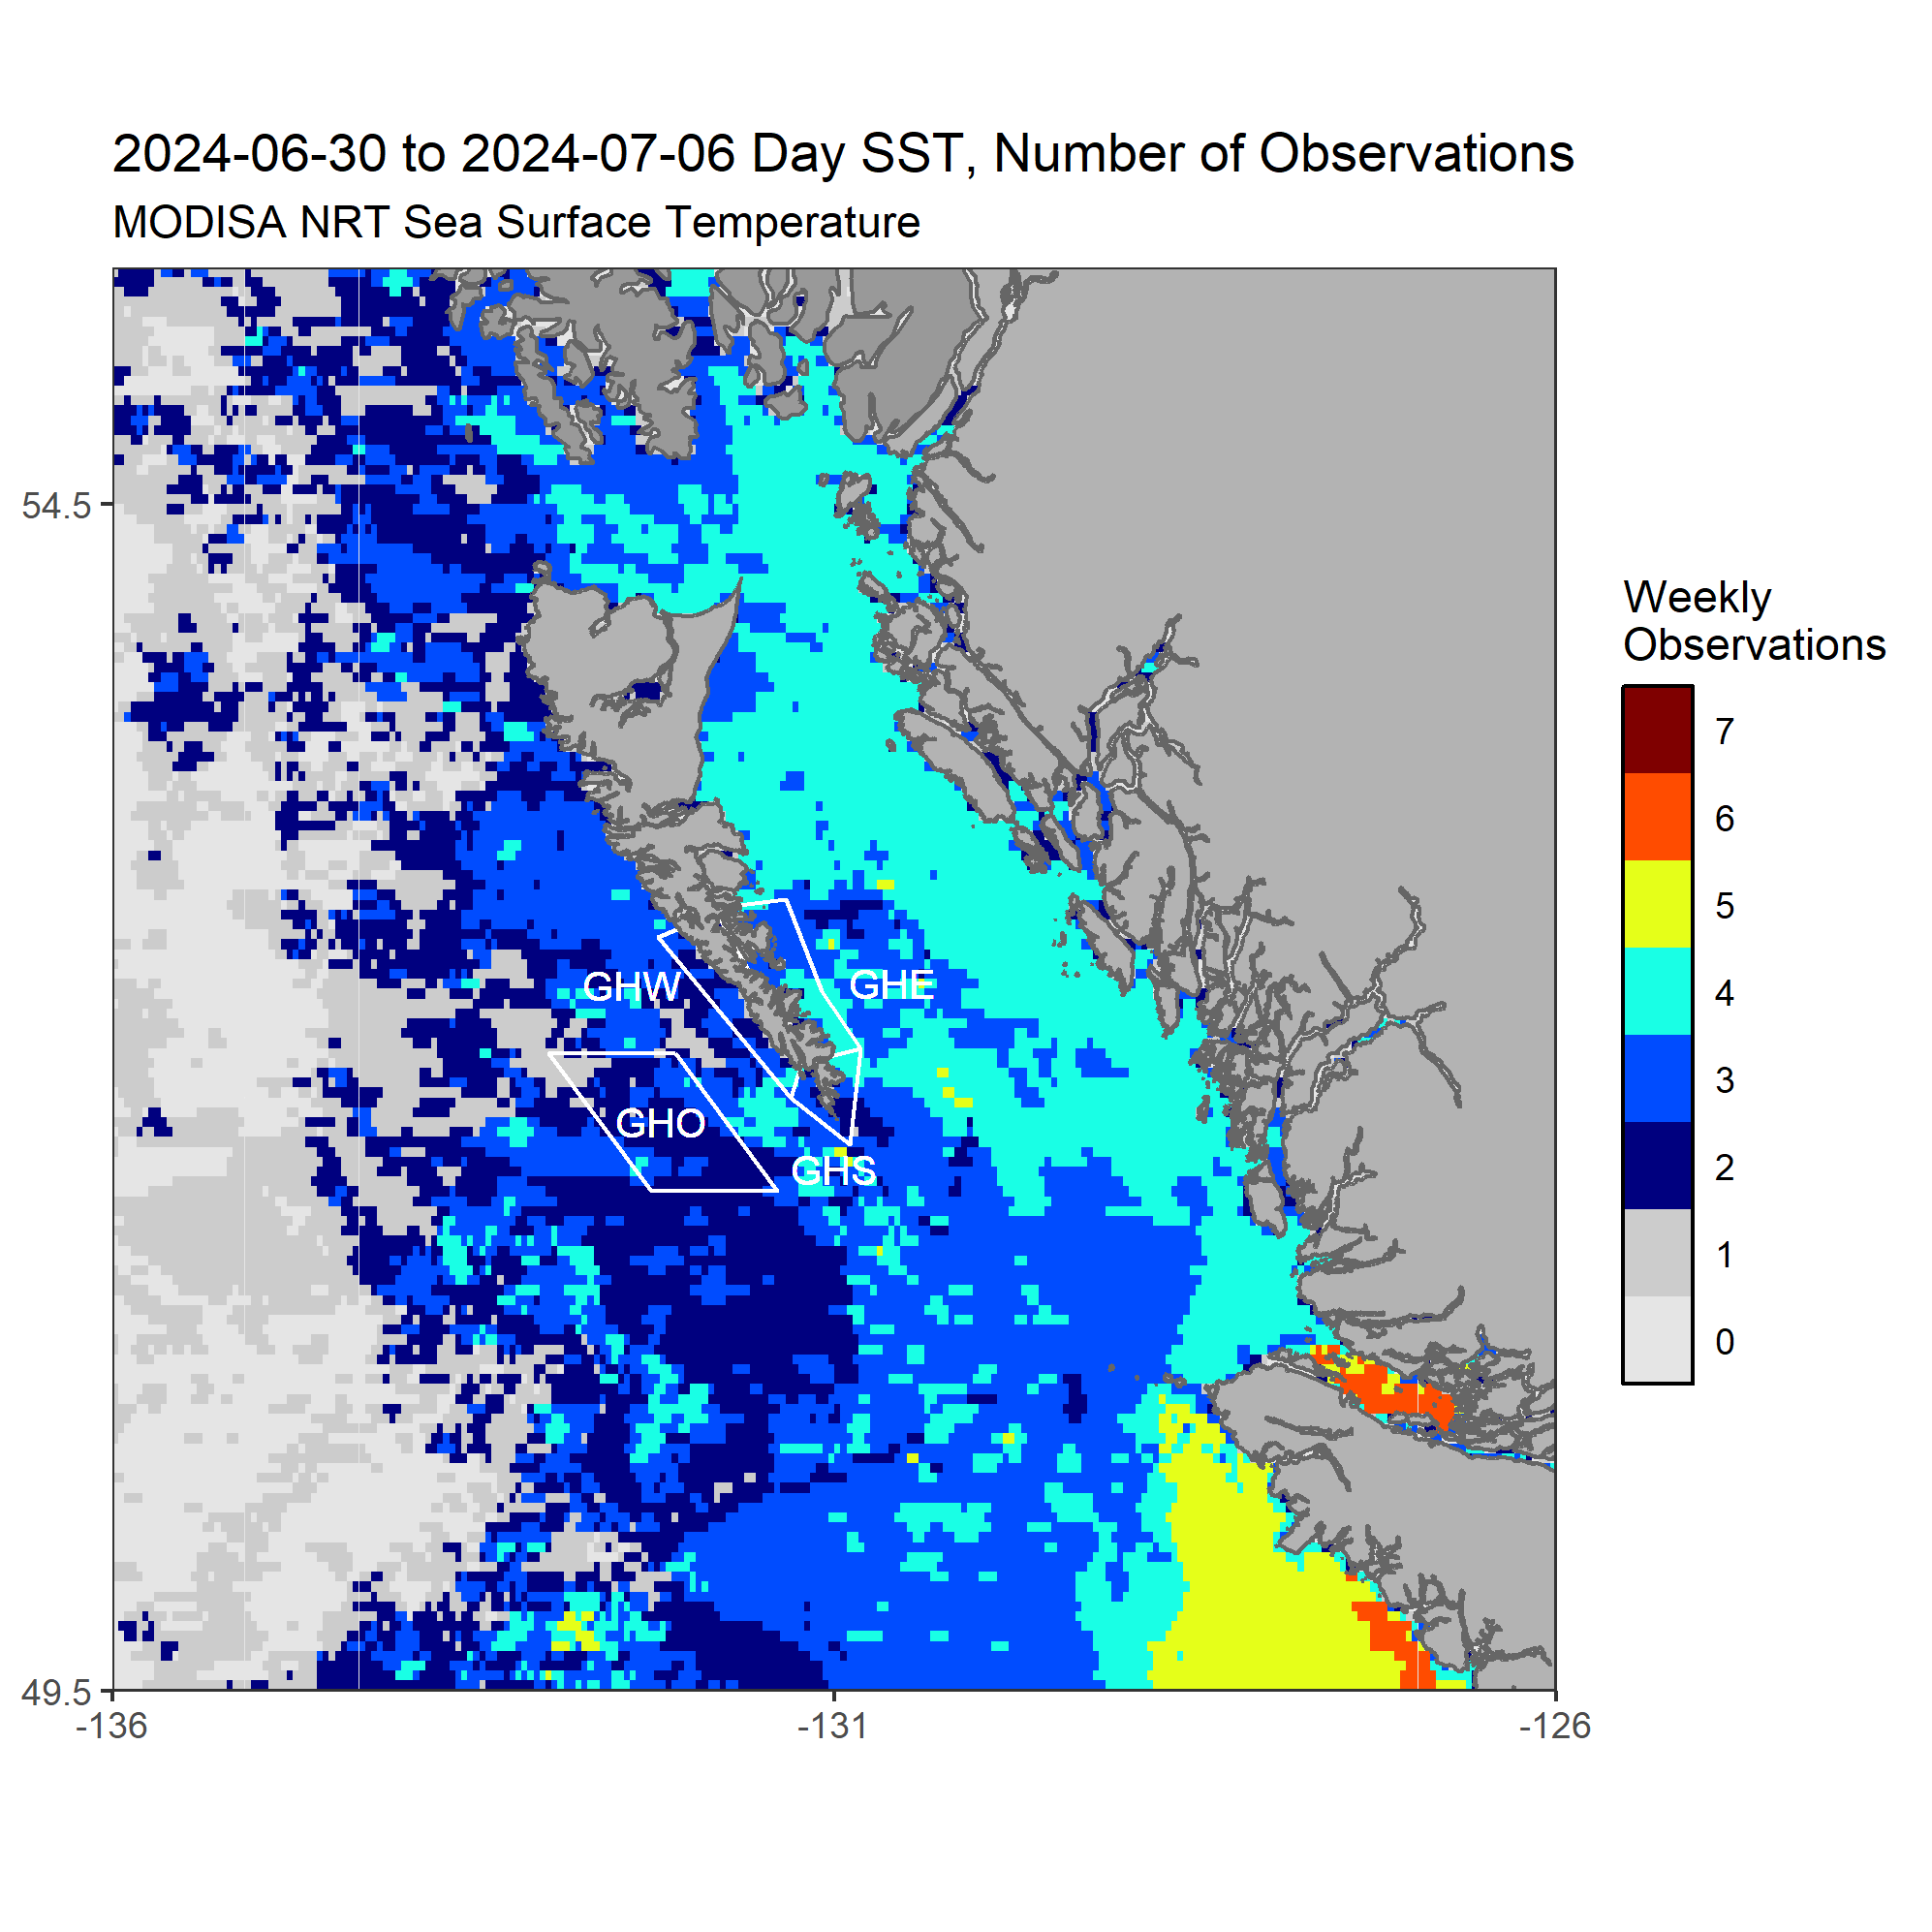 2024-06-30 to 2024-07-06 Day SST, Number of Observations
MODISA NRT Sea Surface Temperature
54.5
49.5
-136
-131
-126
GHW
GHE
GHO
GHS
Weekly
Observations
7
6
5
4
3
2
1
0